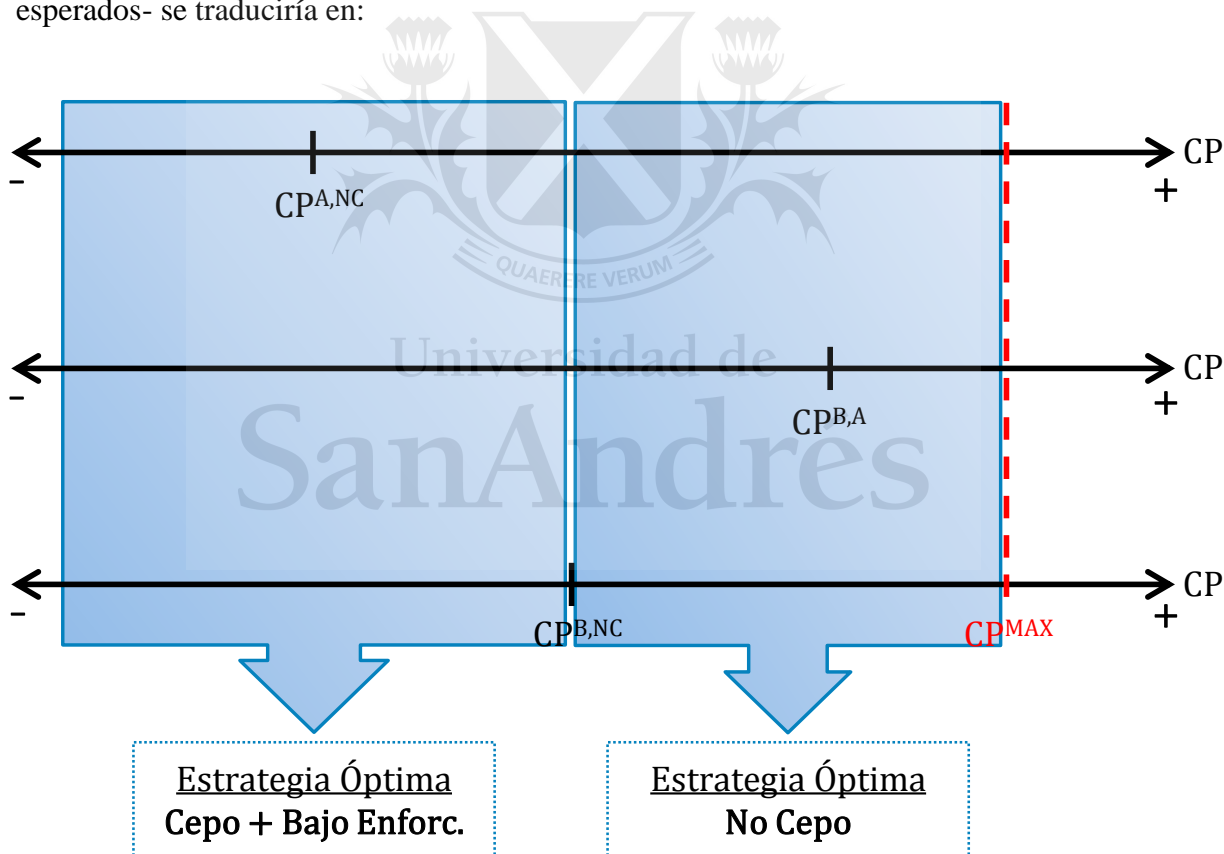 esperados- se traduciría en:
CP
-
+
CP^A,NC
QUAERERE VERUM
Universidad de
SanAndrés
CP
-
+
CP^B,A
CP
-
+
CP^B,NC
CP^MAX
Estrategia Óptima
Cepo + Bajo Enforc.
Estrategia Óptima
No Cepo